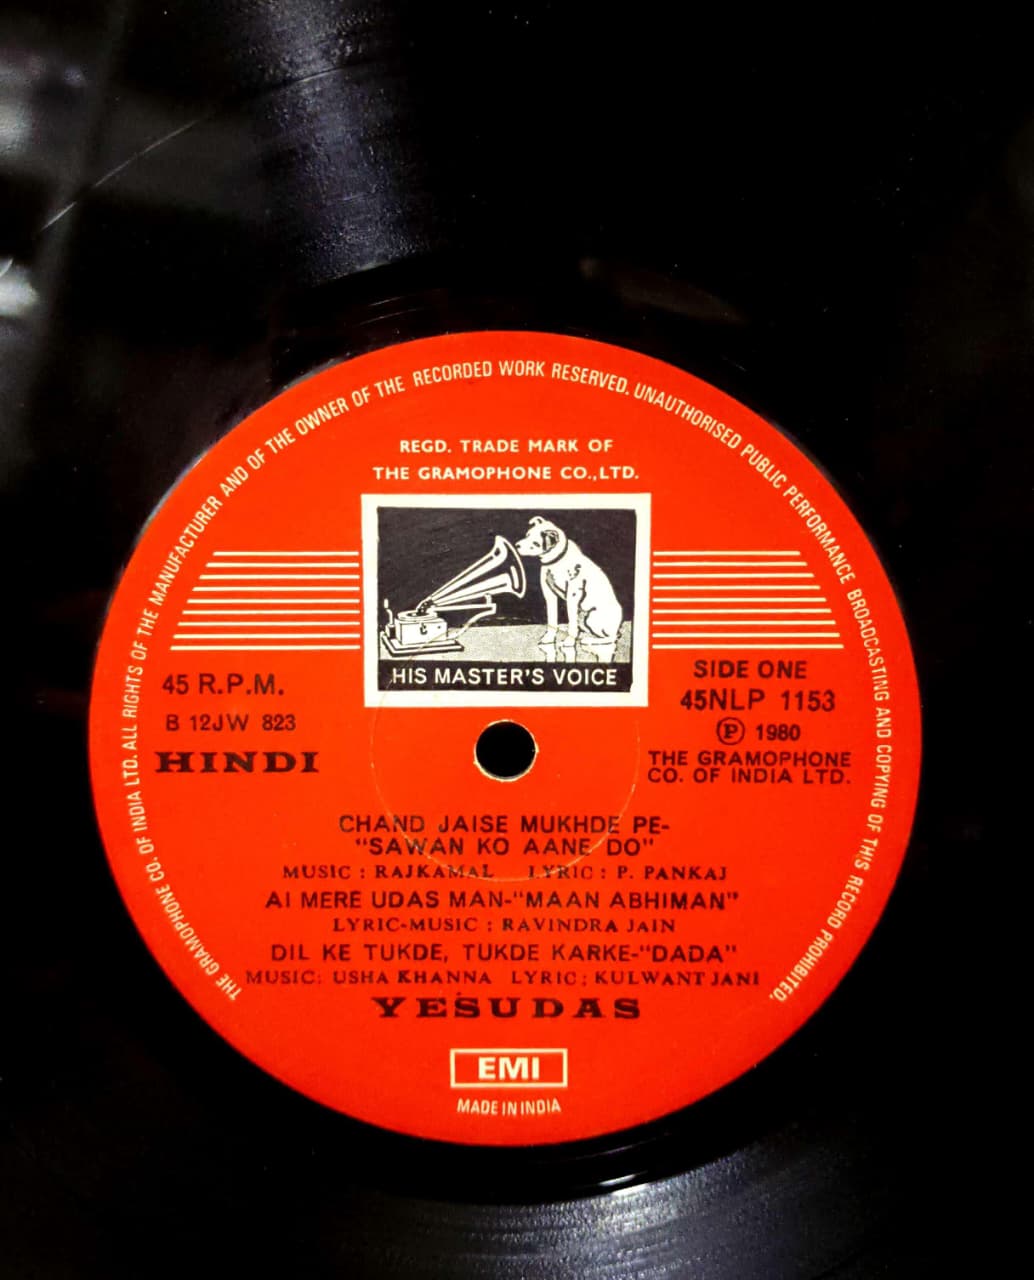 THE GRAMOPHONE CO. OF INDIA LTD. ALL RIGHTS OF THE MANUFACTURER AND OF THE OWNER OF THE RECORDED WORK RESERVED. UNAUTHORISED PUBLIC PERFORMANCE BROADCASTING AND COPYING OF THIS RECORD PROHIBITED.
REGD. TRADE MARK OF
THE GRAMOPHONE CO., LTD.
HIS MASTER'S VOICE
45 R.P.M.
B 12JW 823
HINDI
SIDE ONE
45NLP 1153
Ⓟ 1980
THE GRAMOPHONE
CO. OF INDIA LTD.
CHAND JAISE MUKHDE PE-
"SAWAN KO AANE DO"
MUSIC : RAJKAMAL LYRIC : P. PANKAJ
AI MERE UDAS MAN-"MAAN ABHIMAN"
LYRIC-MUSIC : RAVINDRA JAIN
DIL KE TUKDE, TUKDE KARKE-"DADA"
MUSIC: USHA KHANNA LYRIC: KULWANT JANI
YESUDAS
EMI
MADE IN INDIA